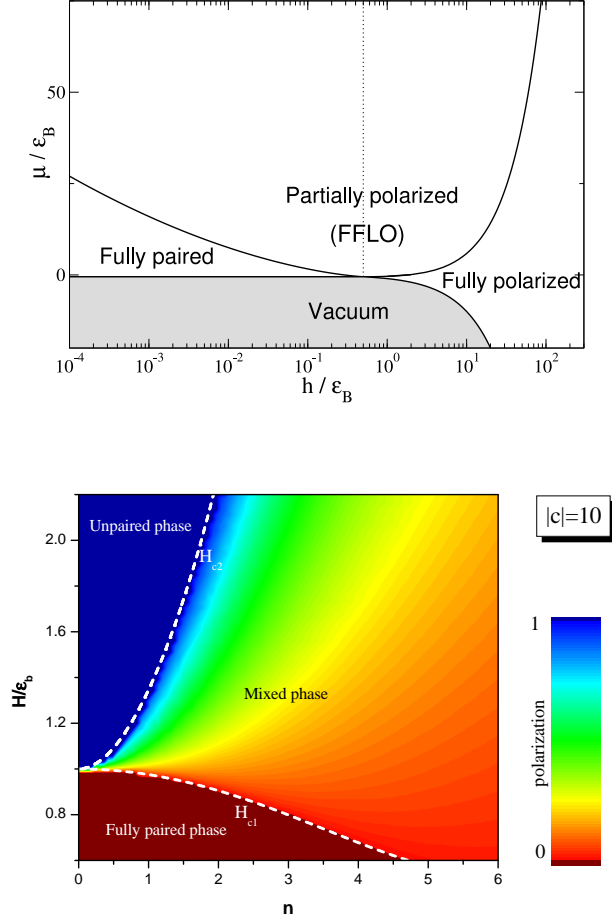 50
μ / ε_B
Partially polarized
(FFLO)
Fully paired
0
Fully polarized
Vacuum
10^-4 10^-3 10^-2 10^-1 10^0 10^1 10^2
h / ε_B
|c|=10
Unpaired phase
2.0
H_c2
1.6
1
H/ε_b
Mixed phase
polarization
1.2
0.8
H_c1
Fully paired phase
0
0 1 2 3 4 5 6
n